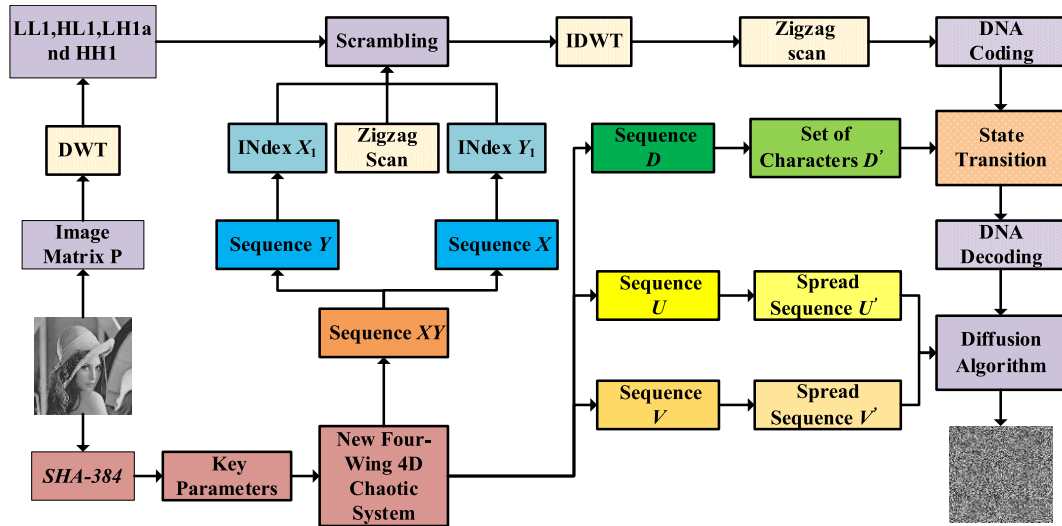 LL1,HL1,LH1a
nd HH1
Scrambling
IDWT
Zigzag
scan
DNA
Coding
DWT
INdex X₁
Zigzag
Scan
INdex Y₁
Sequence
D
Set of
Characters D'
State
Transition
Image
Matrix P
Sequence Y
Sequence X
DNA
Decoding
Sequence
U
Spread
Sequence U'
Sequence XY
Diffusion
Algorithm
Sequence
V
Spread
Sequence V'
SHA-384
Key
Parameters
New Four-
Wing 4D
Chaotic
System